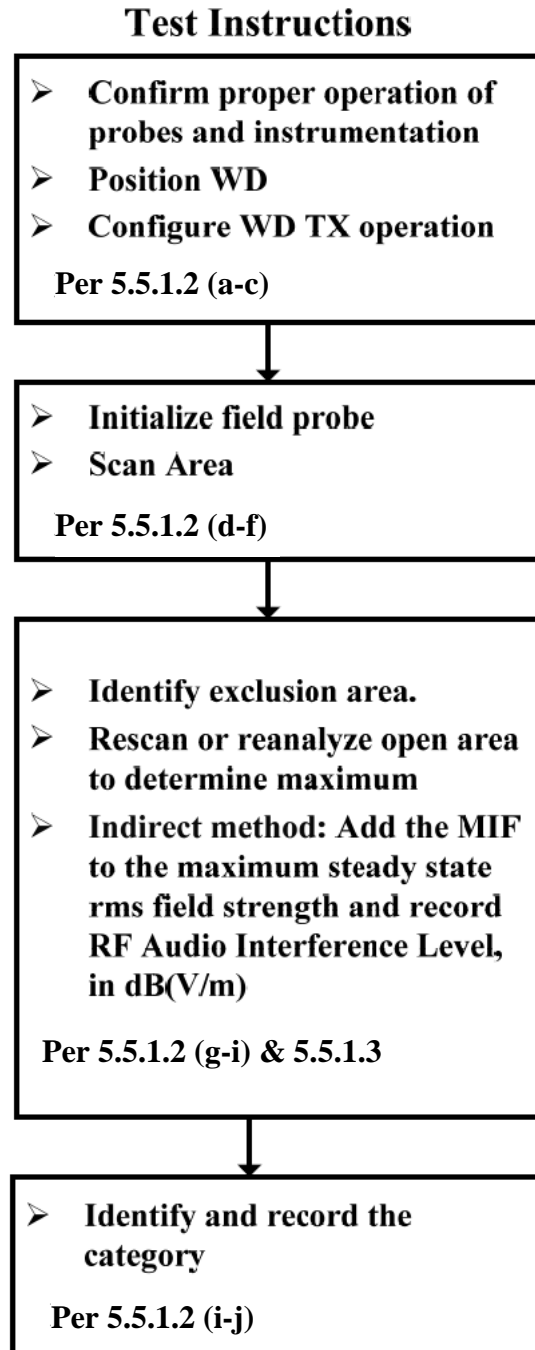 Test Instructions
➢ Confirm proper operation of
probes and instrumentation
➢ Position WD
➢ Configure WD TX operation
Per 5.5.1.2 (a-c)
➢ Initialize field probe
➢ Scan Area
Per 5.5.1.2 (d-f)
➢ Identify exclusion area.
➢ Rescan or reanalyze open area
to determine maximum
➢ Indirect method: Add the MIF
to the maximum steady state
rms field strength and record
RF Audio Interference Level,
in dB(V/m)
Per 5.5.1.2 (g-i) & 5.5.1.3
➢ Identify and record the
category
Per 5.5.1.2 (i-j)